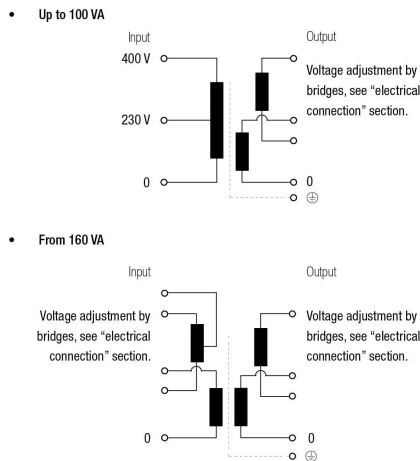 • Up to 100 VA
Input
Output
400 V
Voltage adjustment by
bridges, see “electrical
connection” section.
230 V
0
0
• From 160 VA
Input
Output
Voltage adjustment by
bridges, see “electrical
connection” section.
Voltage adjustment by
bridges, see “electrical
connection” section.
0
0